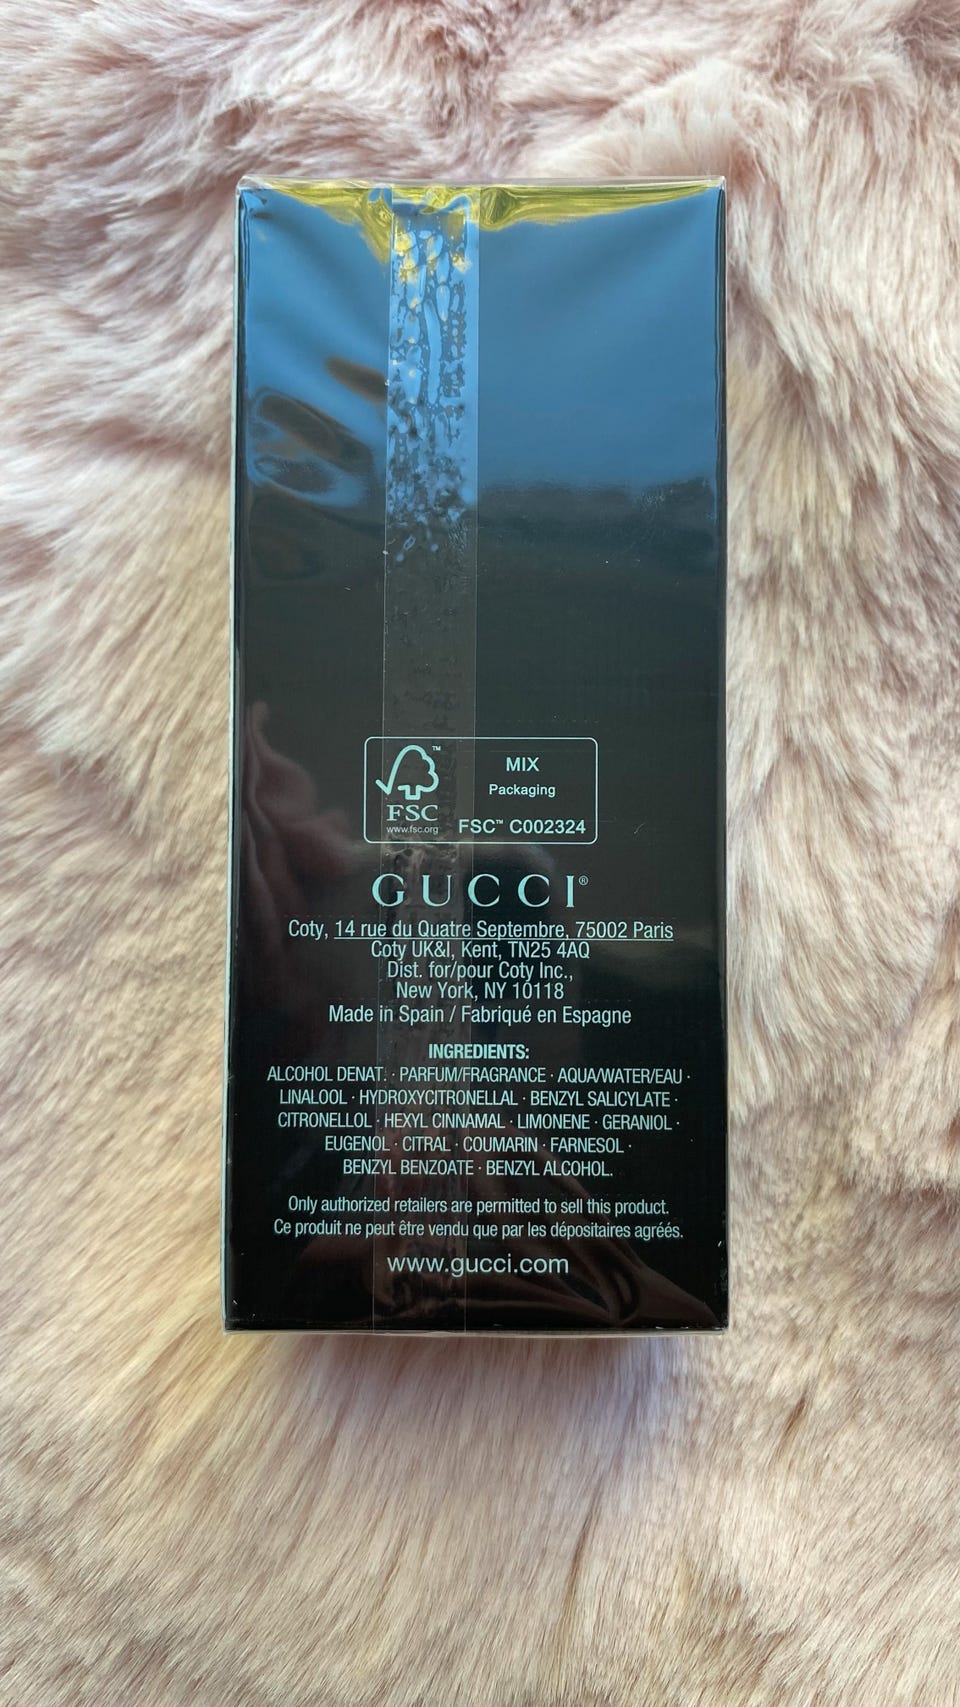 MIX
Packaging
FSC™ C002324
™
FSC
www.fsc.org
GUCCI®
Coty, 14 rue du Quatre Septembre, 75002 Paris
Coty UK&I, Kent, TN25 4AQ
Dist. for/pour Coty Inc.,
New York, NY 10118
Made in Spain / Fabriqué en Espagne
INGREDIENTS:
ALCOHOL DENAT. · PARFUM/FRAGRANCE · AQUA/WATER/EAU ·
LINALOOL · HYDROXYCITRONELLAL · BENZYL SALICYLATE ·
CITRONELLOL · HEXYL CINNAMAL · LIMONENE · GERANIOL ·
EUGENOL · CITRAL · COUMARIN · FARNESOL ·
BENZYL BENZOATE · BENZYL ALCOHOL.
Only authorized retailers are permitted to sell this product.
Ce produit ne peut être vendu que par les dépositaires agréés.
www.gucci.com